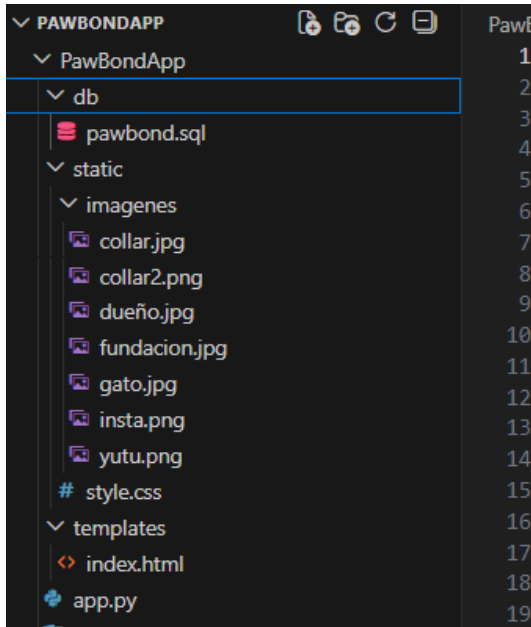 PAWBONDAPP
PawBondApp
db
pawbond.sql
static
imagenes
collar.jpg
collar2.png
dueño.jpg
fundacion.jpg
gato.jpg
insta.png
yutu.png
# style.css
templates
<> index.html
app.py
PawB
1
2
3
4
5
6
7
8
9
10
11
12
13
14
15
16
17
18
19